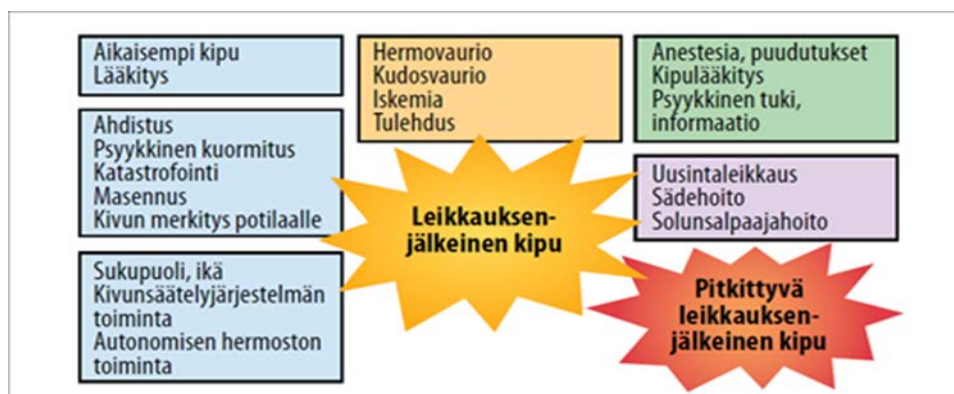 Aikaisempi kipu
Lääkitys
Ahdistus
Psyykkinen kuormitus
Katastrofointi
Masennus
Kivun merkitys potilaalle
Sukupuoli, ikä
Kivunsäätelyjärjestelmän
toiminta
Autonomisen hermoston
toiminta
Hermovaurio
Kudosvaurio
Iskemia
Tulehdus
Leikkauksen-
jälkeinen kipu
Anestesia, puudutukset
Kipulääkitys
Psyykkinen tuki,
informaatio
Uusintaleikkaus
Sädehoito
Solunsalpaajahoito
Pitkittyvä
leikkauksen-
jälkeinen kipu